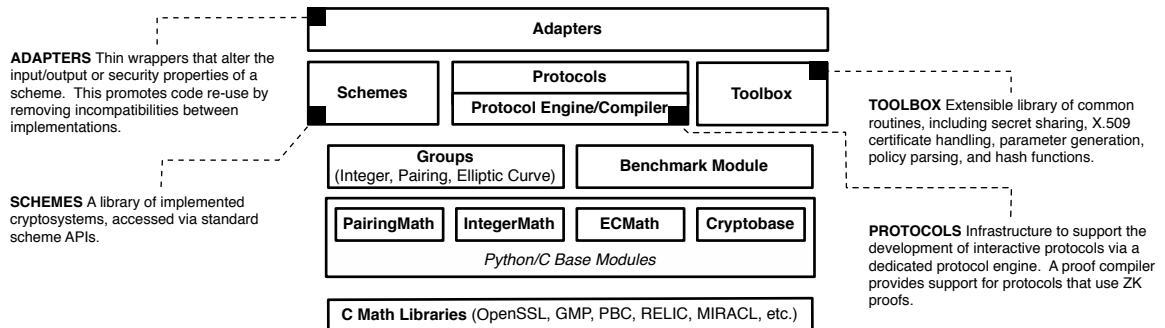 Adapters
ADAPTERS Thin wrappers that alter the
input/output or security properties of a
scheme. This promotes code re-use by
removing incompatibilities between
implementations.
Schemes
Protocols
Protocol Engine/Compiler
Toolbox
TOOLBOX Extensible library of common
routines, including secret sharing, X.509
certificate handling, parameter generation,
policy parsing, and hash functions.
Groups
(Integer, Pairing, Elliptic Curve)
Benchmark Module
SCHEMES A library of implemented
cryptosystems, accessed via standard
scheme APIs.
PairingMath
IntegerMath
ECMath
Cryptobase
Python/C Base Modules
PROTOCOLS Infrastructure to support the
development of interactive protocols via a
dedicated protocol engine. A proof compiler
provides support for protocols that use ZK
proofs.
C Math Libraries (OpenSSL, GMP, PBC, RELIC, MIRACL, etc.)